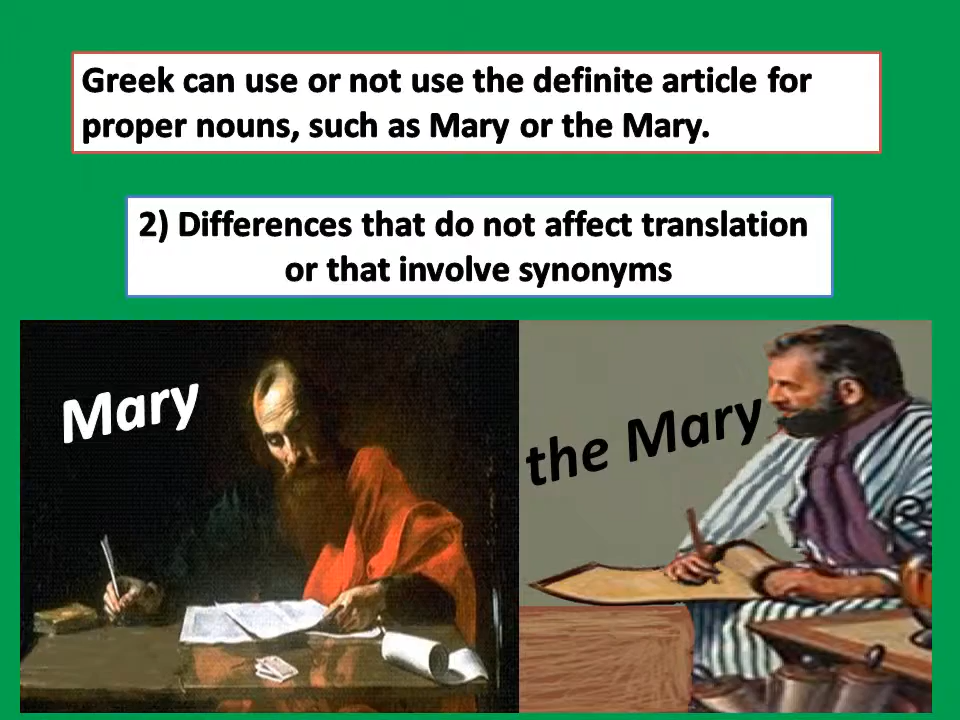 Greek can use or not use the definite article for
proper nouns, such as Mary or the Mary.
2) Differences that do not affect translation
or that involve synonyms
Mary
the Mary